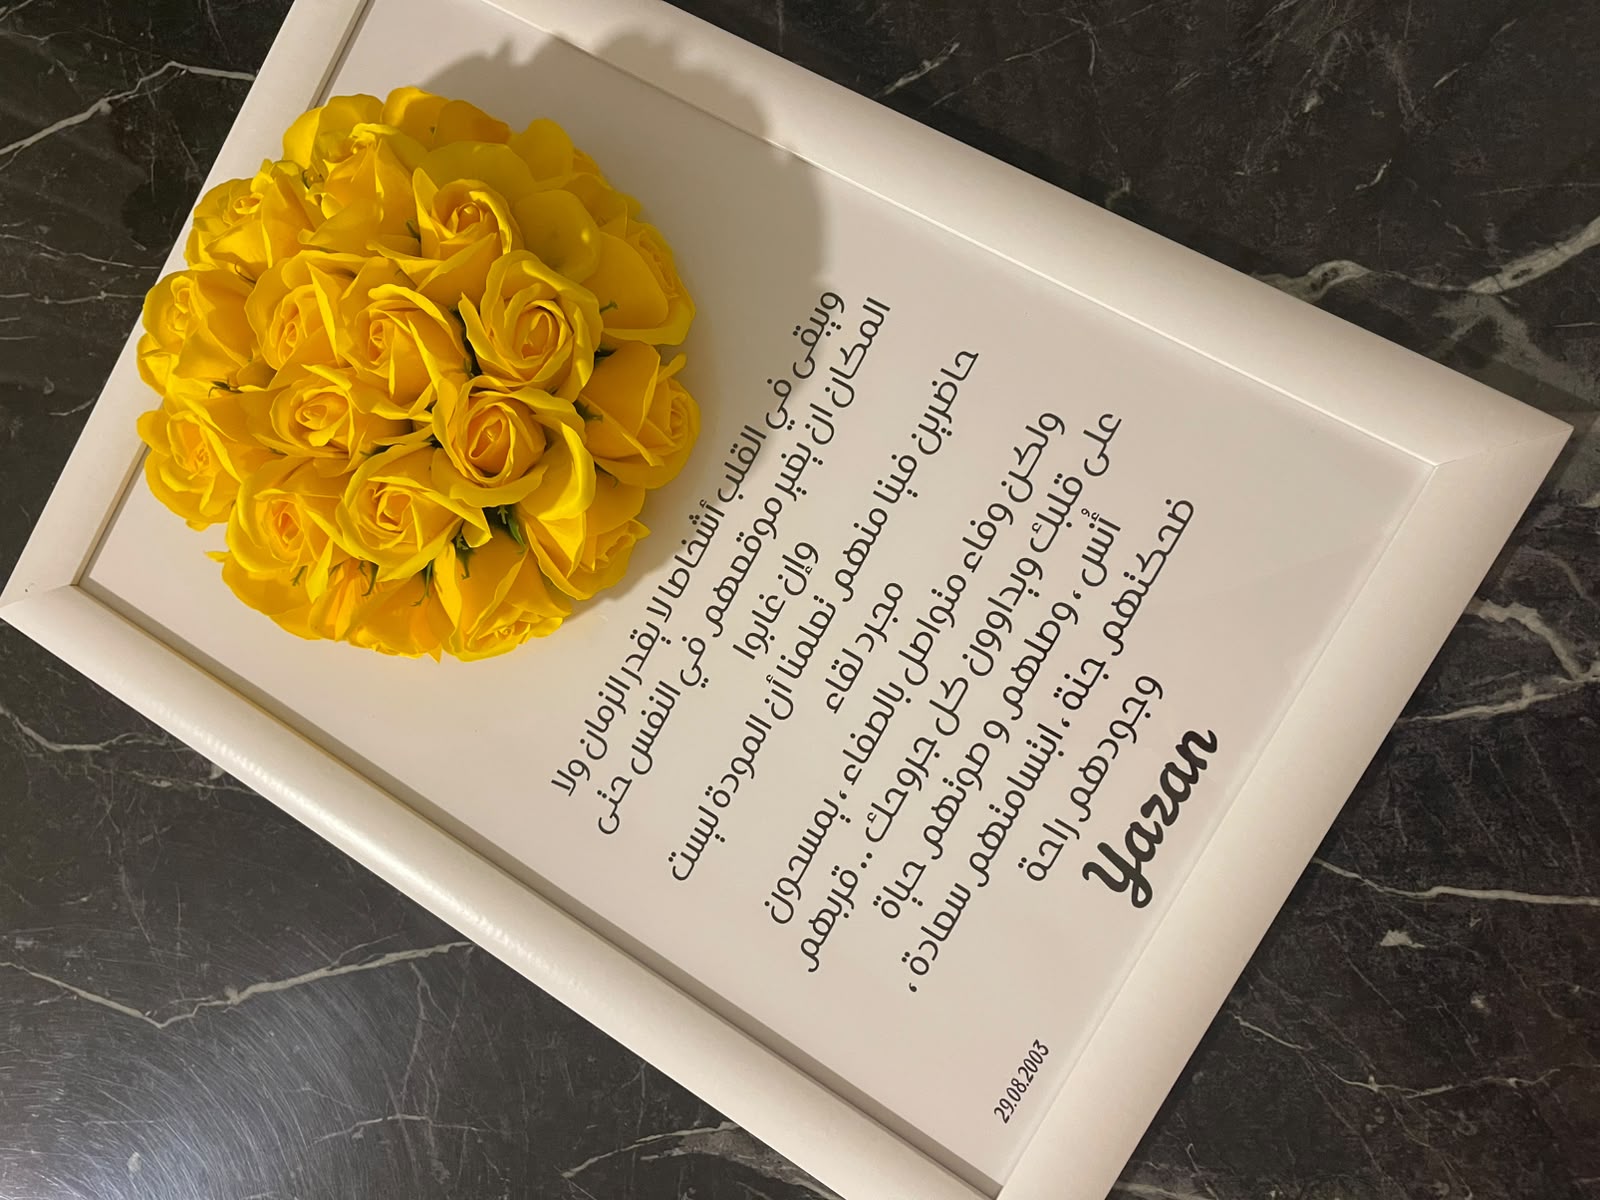 ويبقى في القلب أشخاصا لا يقدر الزمان ولا
المكان ان يغير موقعهم في النفس حتى
وإن غابوا
حاضرين فينا منهم تعلمنا أن المودة ليست
مجرد لقاء
ولكن وفاء متواصل بالصفاء ، يمسحون
على قلبك ويداوون كل جروحك .. قربهم
أُنس ، وصلهم و صوتهم حياة
ضحكتهم جنة ، ابتسامتهم سعادة ،
وجودهم راحة
Yazan
29.08.2003